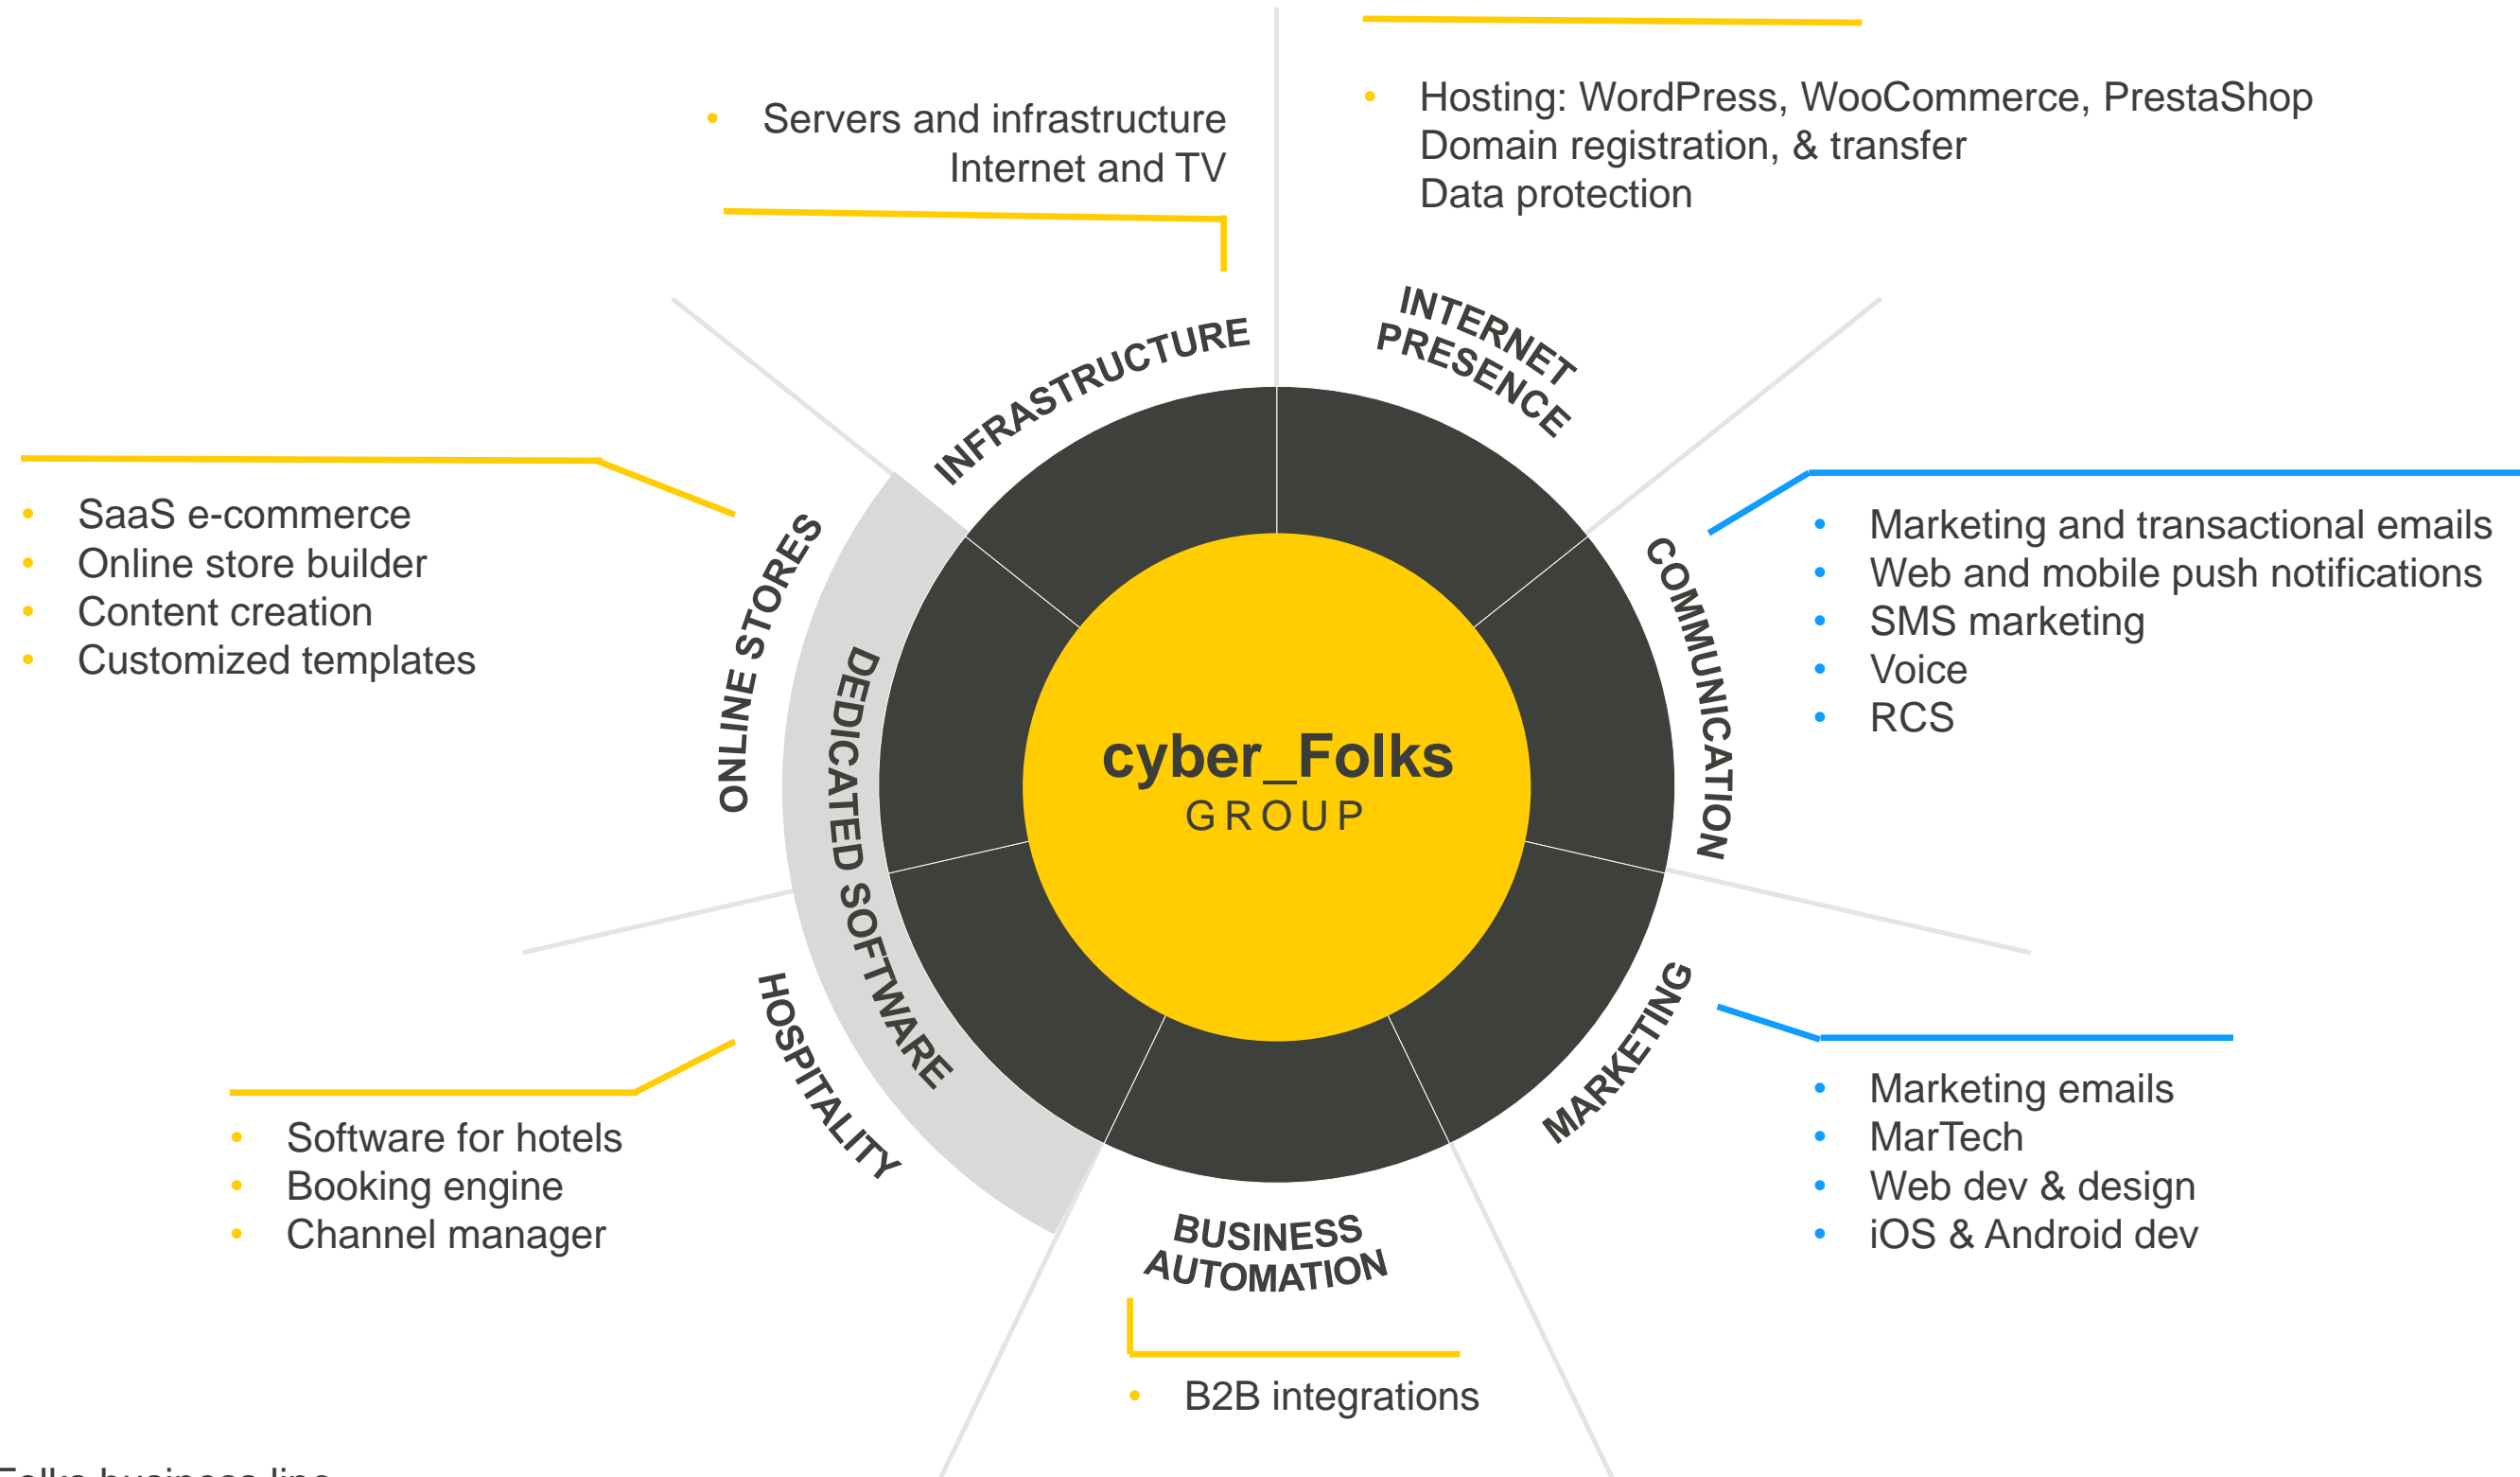 Servers and infrastructure
Internet and TV
Hosting: WordPress, WooCommerce, PrestaShop
Domain registration, & transfer
Data protection
INFRASTRUCTURE
INTERNET
PRESENCE
SaaS e-commerce
Online store builder
Content creation
Customized templates
ONLINE STORES
COMMUNICATION
Marketing and transactional emails
Web and mobile push notifications
SMS marketing
Voice
RCS
DEDICATED SOFTWARE
cyber_Folks
GROUP
HOSPITALITY
Software for hotels
Booking engine
Channel manager
MARKETING
Marketing emails
MarTech
Web dev & design
iOS & Android dev
BUSINESS
AUTOMATION
B2B integrations
Folks business line